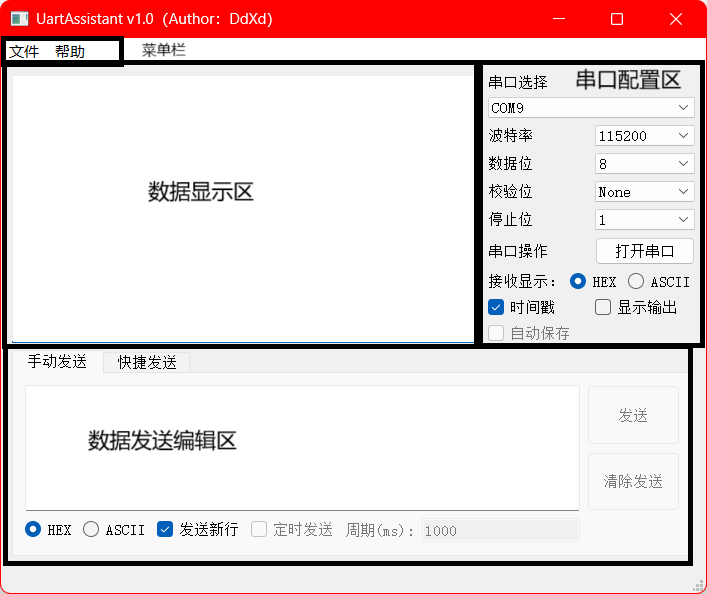 UartAssistant v1.0（Author：DdXd）
文件 帮助 菜单栏
数据显示区
串口选择 串口配置区
COM9
波特率 115200
数据位 8
校验位 None
停止位 1
串口操作 打开串口
接收显示： HEX ASCII
时间戳 显示输出
自动保存
手动发送 快捷发送
数据发送编辑区
发送
清除发送
HEX ASCII 发送新行 定时发送 周期(ms)： 1000